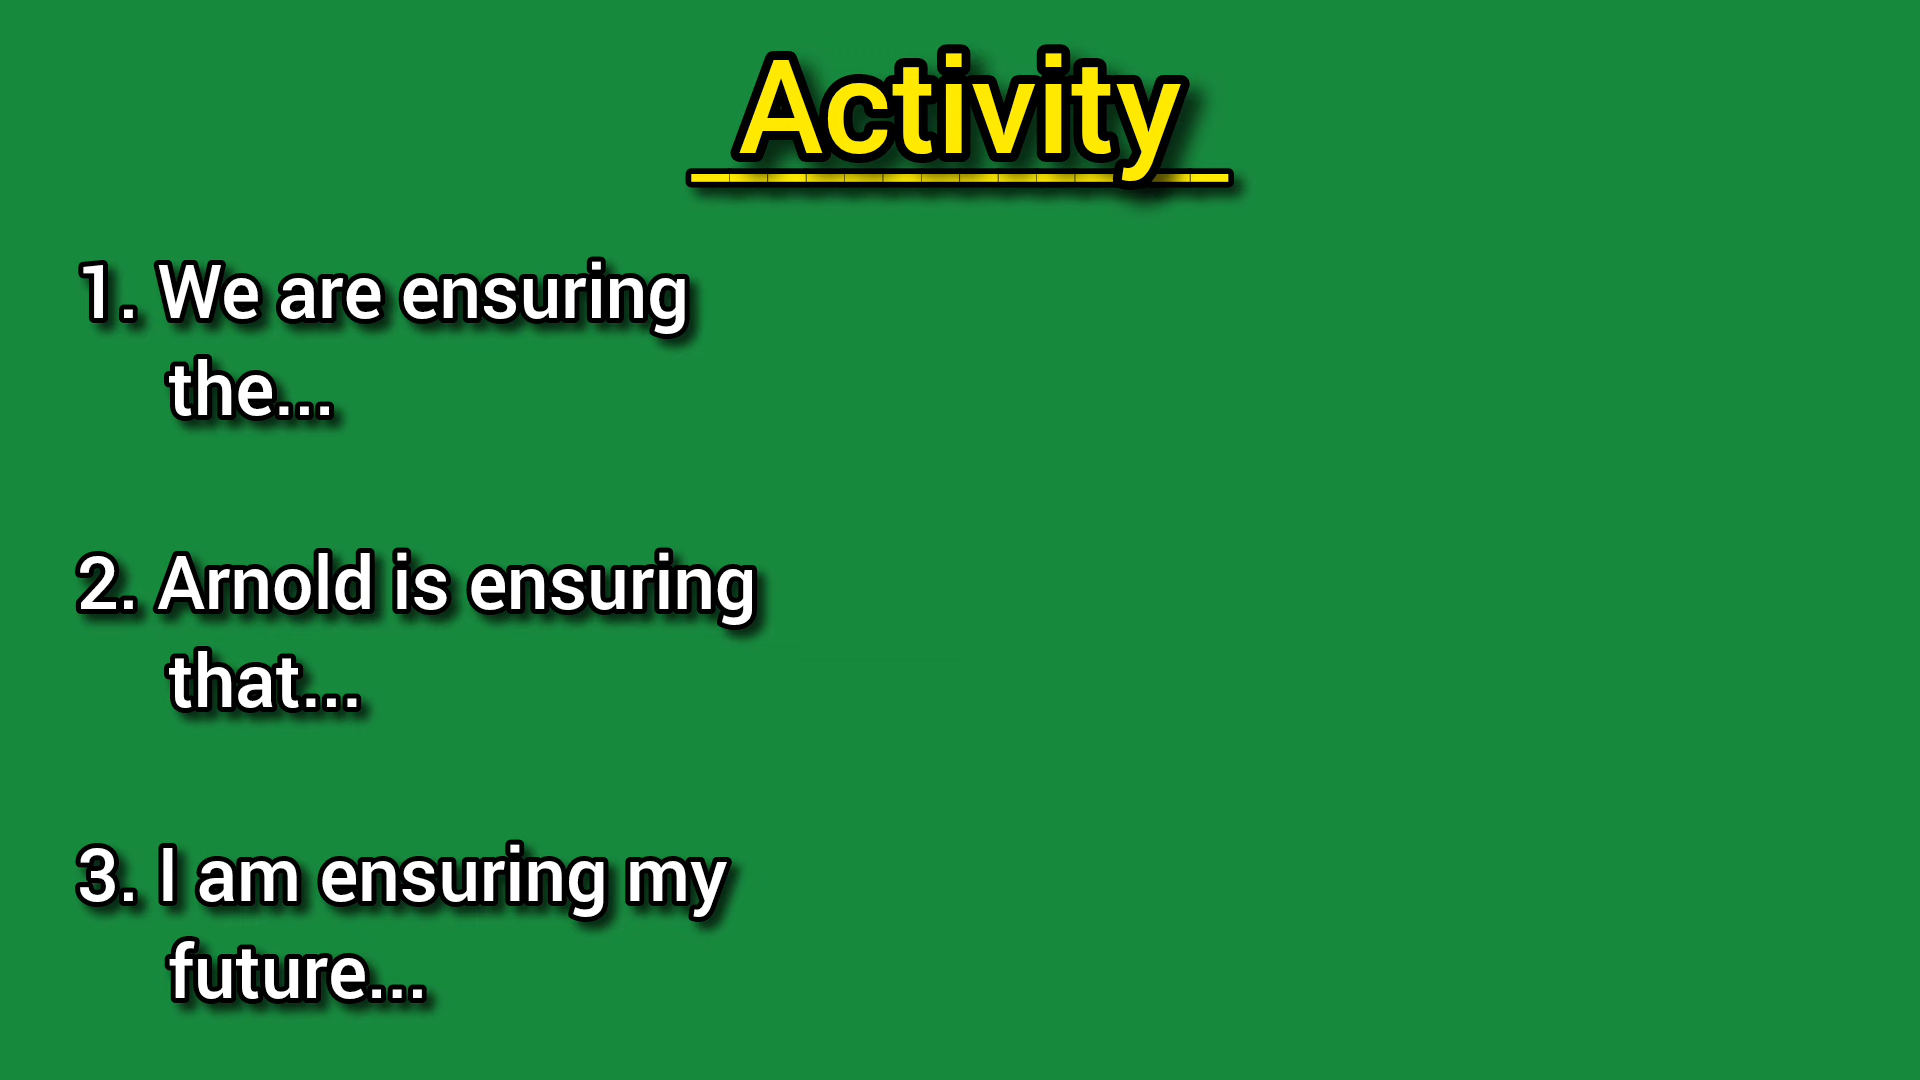 Activity
1. We are ensuring
the...
2. Arnold is ensuring
that...
3. I am ensuring my
future...